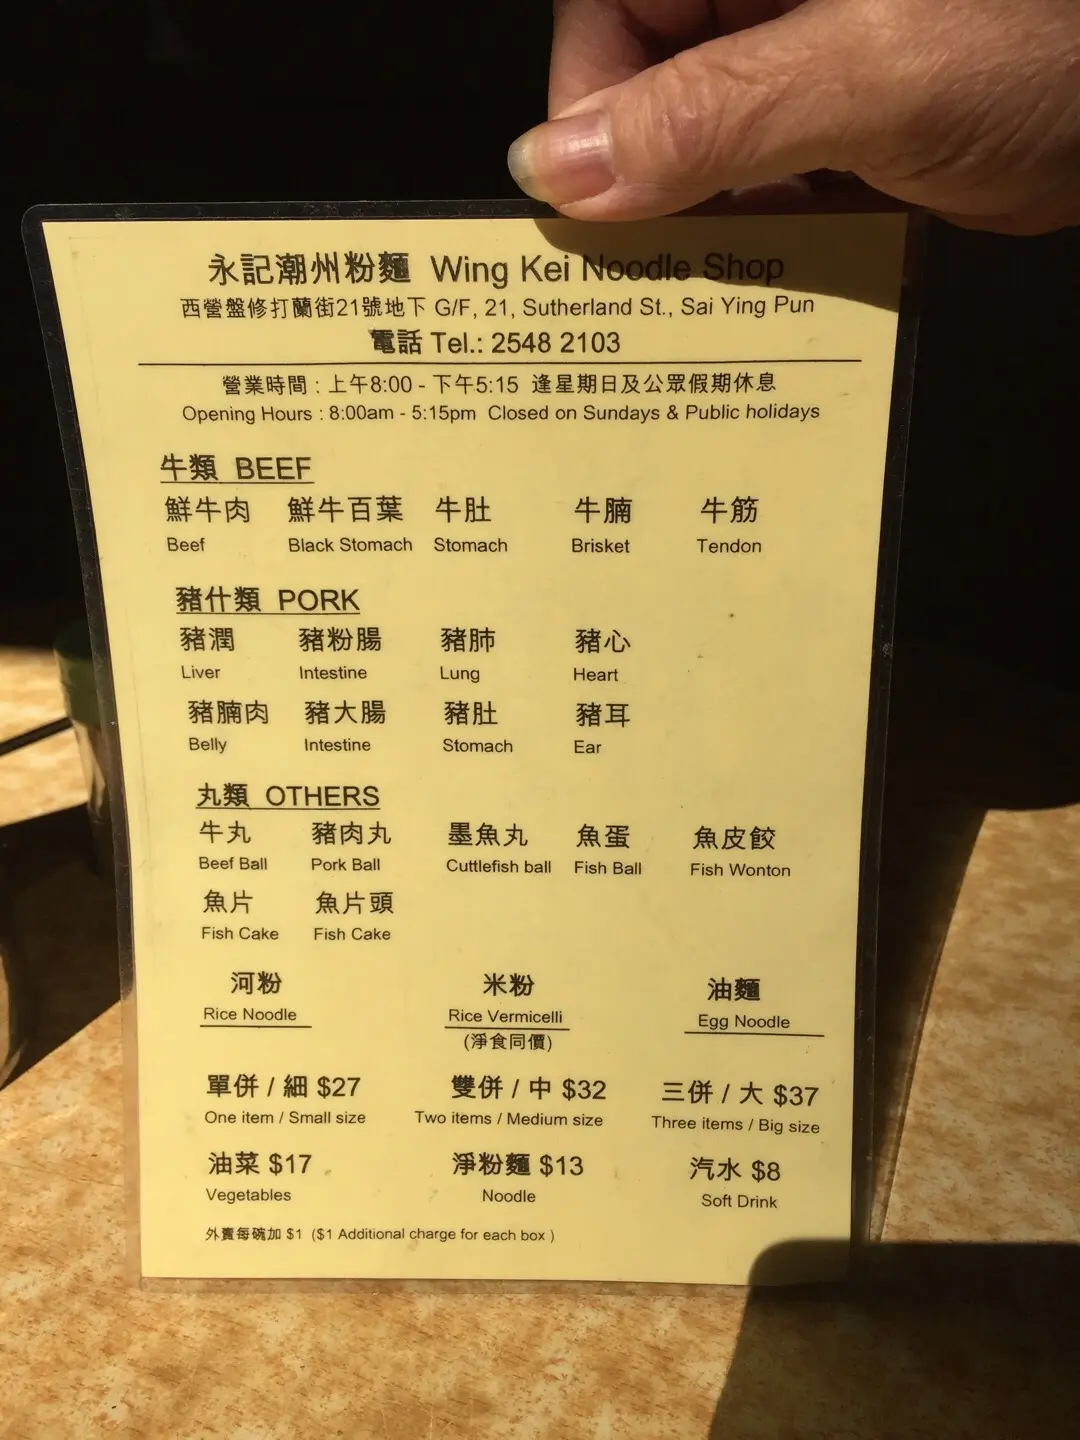 永記潮州粉麵 Wing Kei Noodle Shop
西營盤修打蘭街21號地下 G/F, 21, Sutherland St., Sai Ying Pun
電話 Tel.: 2548 2103
營業時間 : 上午8:00 - 下午5:15 逢星期日及公眾假期休息
Opening Hours : 8:00am - 5:15pm Closed on Sundays & Public holidays
牛類 BEEF
鮮牛肉 鮮牛百葉 牛肚 牛腩 牛筋
Beef Black Stomach Stomach Brisket Tendon
豬什類 PORK
豬潤 豬粉腸 豬肺 豬心
Liver Intestine Lung Heart
豬腩肉 豬大腸 豬肚 豬耳
Belly Intestine Stomach Ear
丸類 OTHERS
牛丸 豬肉丸 墨魚丸 魚蛋 魚皮餃
Beef Ball Pork Ball Cuttlefish ball Fish Ball Fish Wonton
魚片 魚片頭
Fish Cake Fish Cake
河粉 米粉 油麵
Rice Noodle Rice Vermicelli Egg Noodle
(淨食同價)
單併 / 細 $27 雙併 / 中 $32 三併 / 大 $37
One item / Small size Two items / Medium size Three items / Big size
油菜 $17 淨粉麵 $13 汽水 $8
Vegetables Noodle Soft Drink
外賣每碗加 $1 ($1 Additional charge for each box )